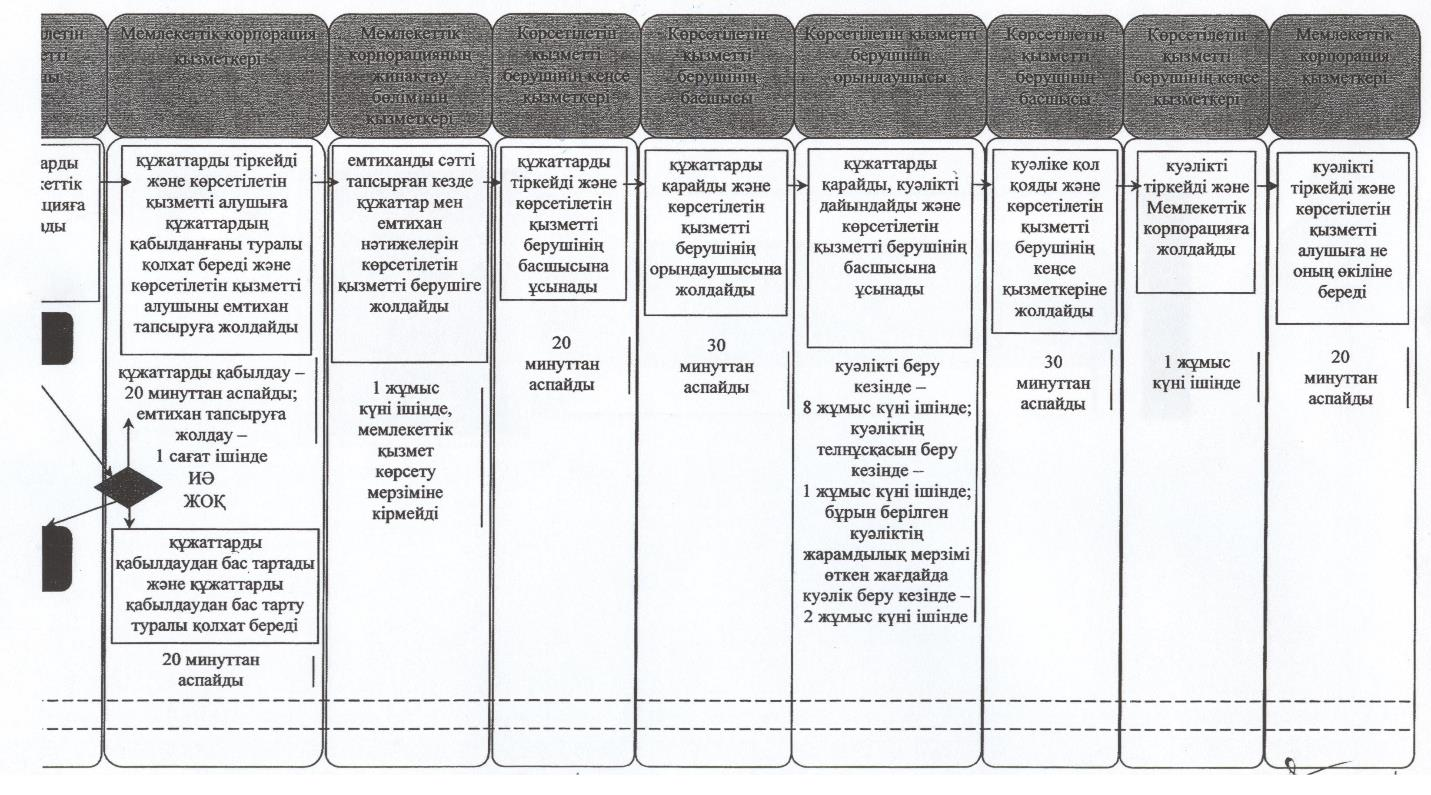 летін
етті
ы
арды
кеттік
цияға
ады
Мемлекеттік корпорация
қызметкері
құжаттарды тіркейді
және көрсетілетін
қызметті алушыға
құжаттардың
қабылданғаны туралы
қолхат береді және
көрсетілетін қызметті
алушыны емтихан
тапсыруға жолдайды
құжаттарды қабылдау –
20 минуттан аспайды;
емтихан тапсыруға
жолдау –
1 сағат ішінде
ИӘ
ЖОҚ
құжаттарды
қабылдаудан бас тартады
және құжаттарды
қабылдаудан бас тарту
туралы қолхат береді
20 минуттан
аспайды
Мемлекеттік
корпорацияның
жинақтау
бөлімінің
қызметкері
емтиханды сәтті
тапсырған кезде
құжаттар мен
емтихан
нәтижелерін
көрсетілетін
қызметті берушіге
жолдайды
1 жұмыс
күні ішінде,
мемлекеттік
қызмет
көрсету
мерзіміне
кірмейді
Көрсетілетін
қызметті
берушінің кеңсе
қызметкері
құжаттарды
тіркейді және
көрсетілетін
қызметті
берушінің
басшысына
ұсынады
20
минуттан
аспайды
Көрсетілетін
қызметті
берушінің
басшысы
құжаттарды
қарайды және
көрсетілетін
қызметті
берушінің
орындаушысына
жолдайды
30
минуттан
аспайды
Көрсетілетін қызметті
берушінің
орындаушысы
құжаттарды
қарайды, куәлікті
дайындайды және
көрсетілетін
қызметті берушінің
басшысына
ұсынады
куәлікті беру
кезінде –
8 жұмыс күні ішінде;
куәліктің
телнұсқасын беру
кезінде –
1 жұмыс күні ішінде;
бұрын берілген
куәліктің
жарамдылық мерзімі
өткен жағдайда
куәлік беру кезінде –
2 жұмыс күні ішінде
Көрсетілетін
қызметті
берушінің
басшысы
куәліке қол
қояды және
көрсетілетін
қызметті
берушінің
кеңсе
қызметкеріне
жолдайды
30
минуттан
аспайды
Көрсетілетін
қызметті
берушінің кеңсе
қызметкері
куәлікті
тіркейді және
Мемлекеттік
корпорацияға
жолдайды
1 жұмыс
күні ішінде
Мемлекеттік
корпорация
қызметкері
куәлікті
тіркейді және
көрсетілетін
қызметті
алушыға не
оның өкіліне
береді
20
минуттан
аспайды